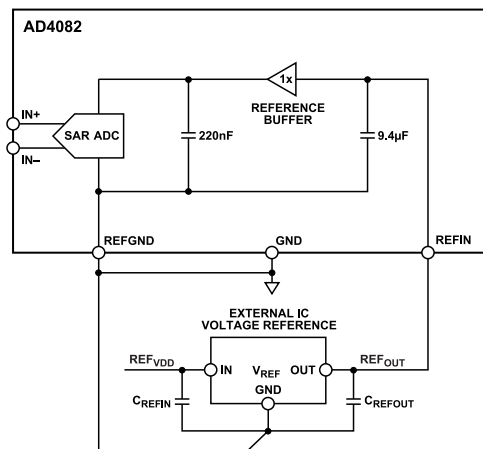 AD4082
1x
IN+
REFERENCE
BUFFER
SAR ADC
220nF
9.4µF
IN–
REFGND
GND
REFIN
EXTERNAL IC
VOLTAGE REFERENCE
REFVDD
REFOUT
IN
VREF
OUT
GND
CREFIN
CREFOUT